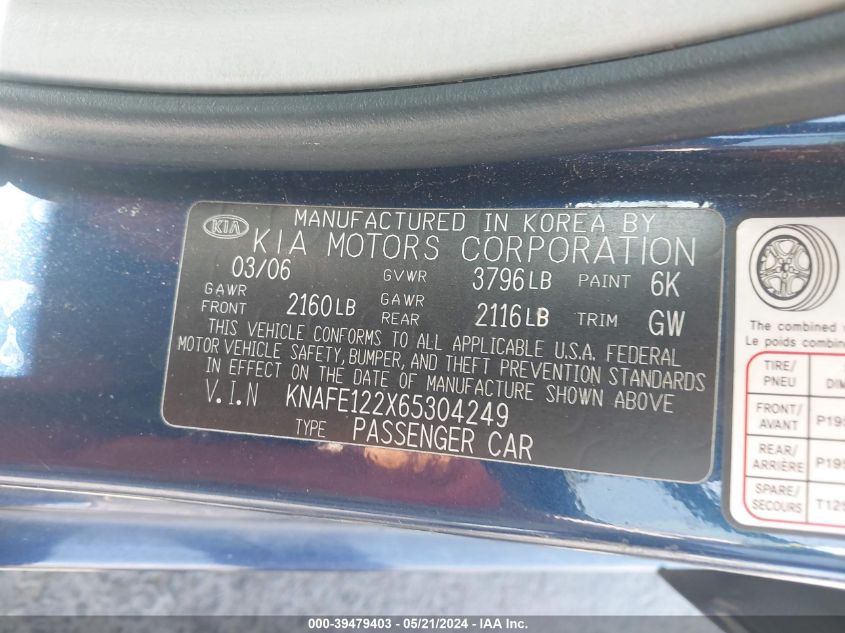 KIA
MANUFACTURED IN KOREA BY
KIA MOTORS CORPORATION
03/06 GVWR 3796LB PAINT 6K
GAWR FRONT 2160LB GAWR REAR 2116LB TRIM GW
THIS VEHICLE CONFORMS TO ALL APPLICABLE U.S.A. FEDERAL
MOTOR VEHICLE SAFETY, BUMPER, AND THEFT PREVENTION STANDARDS
IN EFFECT ON THE DATE OF MANUFACTURE SHOWN ABOVE
V.I.N KNAFE122X65304249
TYPE PASSENGER CAR
The combined
Le poids
TIRE/
PNEU
FRONT/
AVANT
REAR/
ARRIÈRE
SPARE/
SECOURS
000-39479403 - 05/21/2024 - IAA Inc.